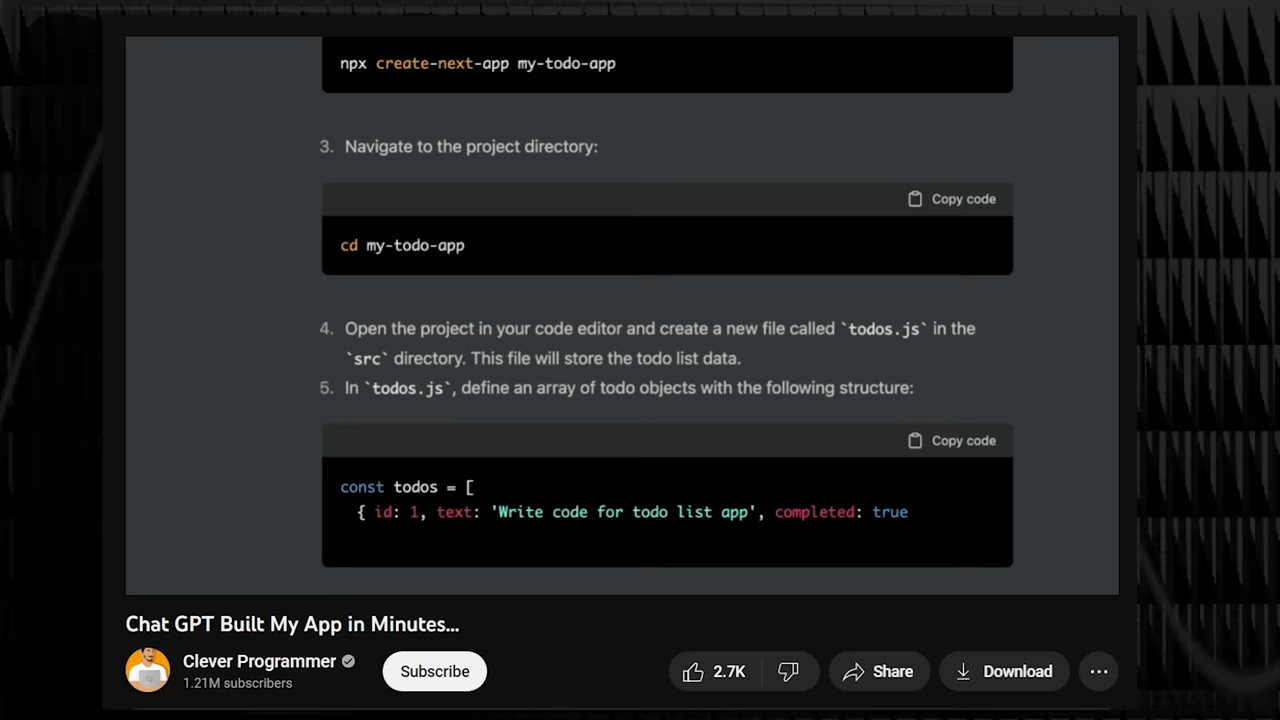 npx create-next-app my-todo-app
3. Navigate to the project directory:
Copy code
cd my-todo-app
4. Open the project in your code editor and create a new file called `todos.js` in the
`src` directory. This file will store the todo list data.
5. In `todos.js`, define an array of todo objects with the following structure:
Copy code
const todos = [
{ id: 1, text: 'Write code for todo list app', completed: true
Chat GPT Built My App in Minutes...
Clever Programmer
1.21M subscribers
Subscribe
2.7K
Share
Download